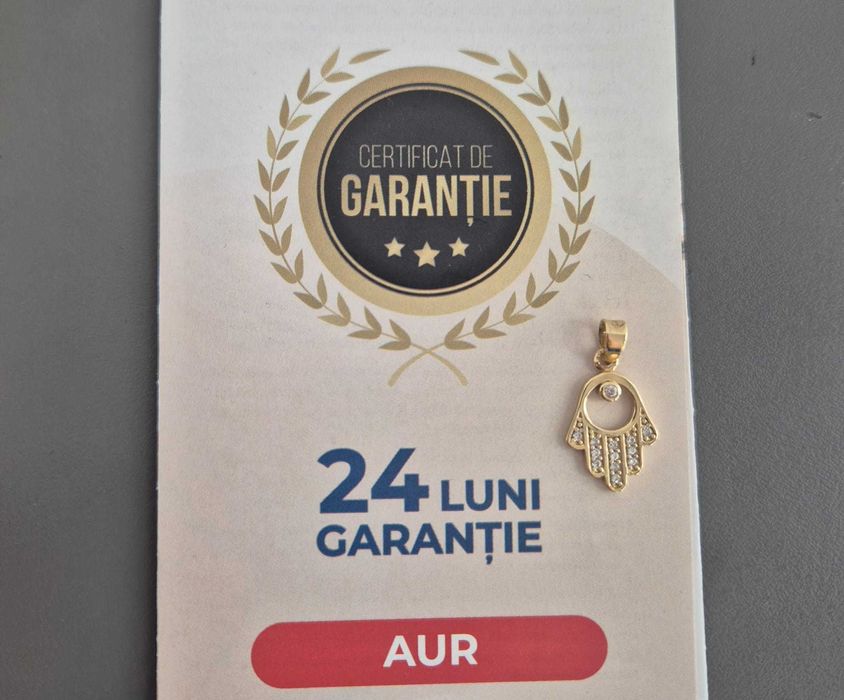 CERTIFICAT DE
GARANȚIE
24 LUNI
GARANȚIE
AUR